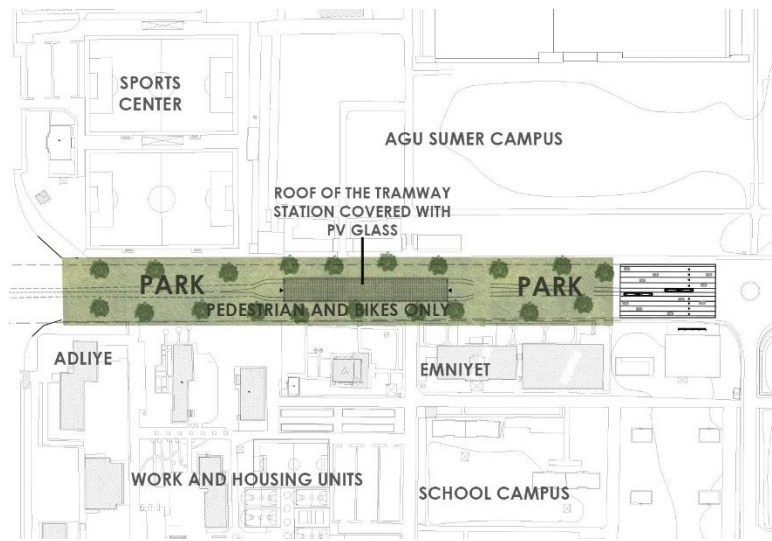 SPORTS
CENTER
AGU SUMER CAMPUS
ROOF OF THE TRAMWAY
STATION COVERED WITH
PV GLASS
PARK
PARK
PEDESTRIAN AND BIKES ONLY
ADLIYE
EMNIYET
WORK AND HOUSING UNITS
SCHOOL CAMPUS